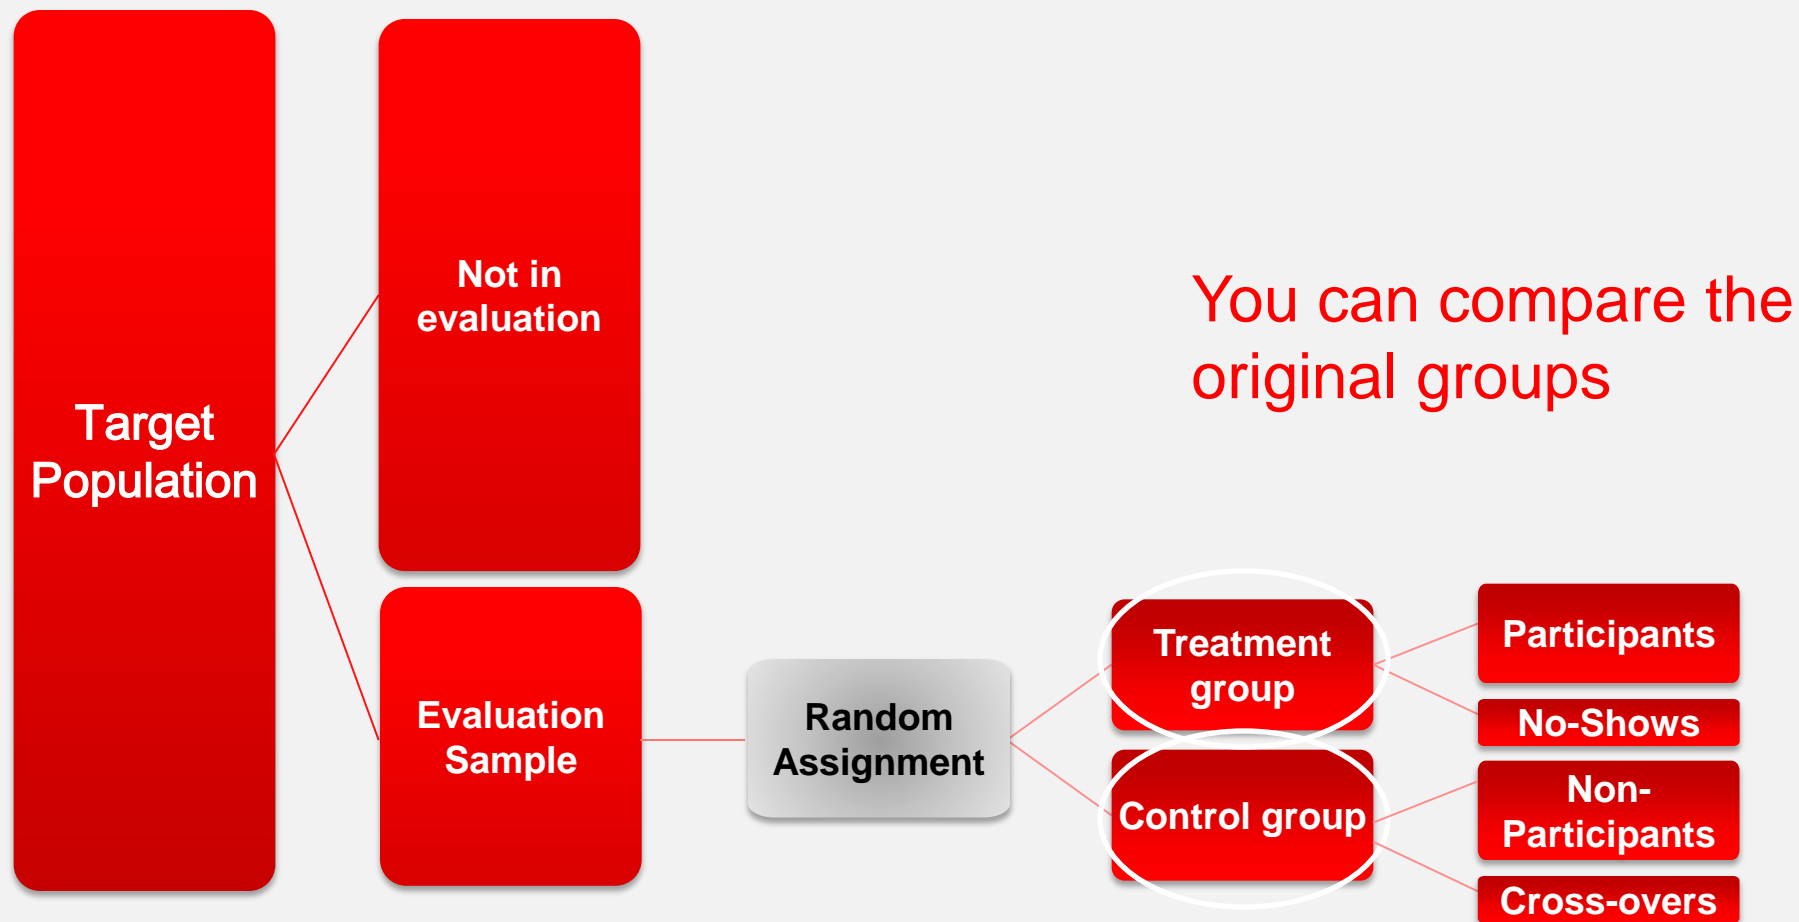 Target
Population
Not in
evaluation
Evaluation
Sample
Random
Assignment
You can compare the
original groups
Treatment
group
Control group
Participants
No-Shows
Non-
Participants
Cross-overs